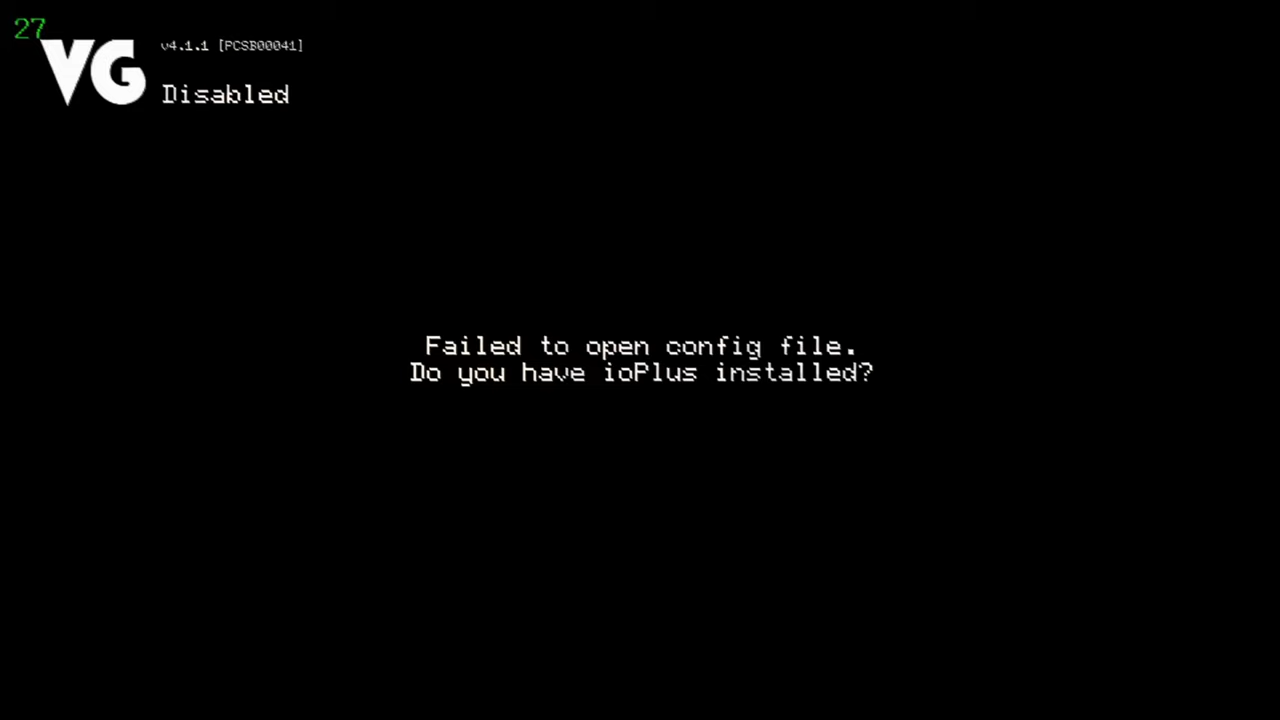 27
VG
v4.1.1 [PCSB00041]
Disabled
Failed to open config file.
Do you have ioPlus installed?